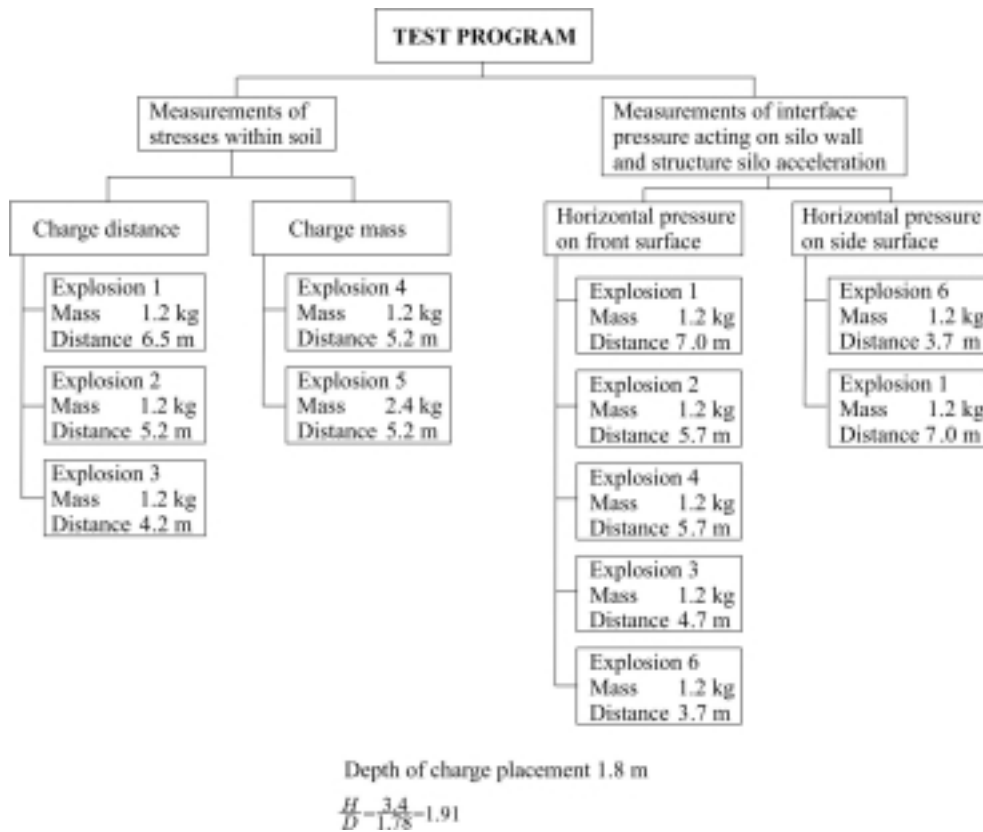 TEST PROGRAM
Measurements of
stresses within soil
Measurements of interface
pressure acting on silo wall
and structure silo acceleration
Charge distance
Charge mass
Horizontal pressure
on front surface
Horizontal pressure
on side surface
Explosion 1
Mass 1.2 kg
Distance 6.5 m
Explosion 2
Mass 1.2 kg
Distance 5.2 m
Explosion 3
Mass 1.2 kg
Distance 4.2 m
Explosion 4
Mass 1.2 kg
Distance 5.2 m
Explosion 5
Mass 2.4 kg
Distance 5.2 m
Explosion 1
Mass 1.2 kg
Distance 7.0 m
Explosion 2
Mass 1.2 kg
Distance 5.7 m
Explosion 4
Mass 1.2 kg
Distance 5.7 m
Explosion 3
Mass 1.2 kg
Distance 4.7 m
Explosion 6
Mass 1.2 kg
Distance 3.7 m
Explosion 6
Mass 1.2 kg
Distance 3.7 m
Explosion 1
Mass 1.2 kg
Distance 7.0 m
Depth of charge placement 1.8 m
H/D=3.4/1.78=1.91